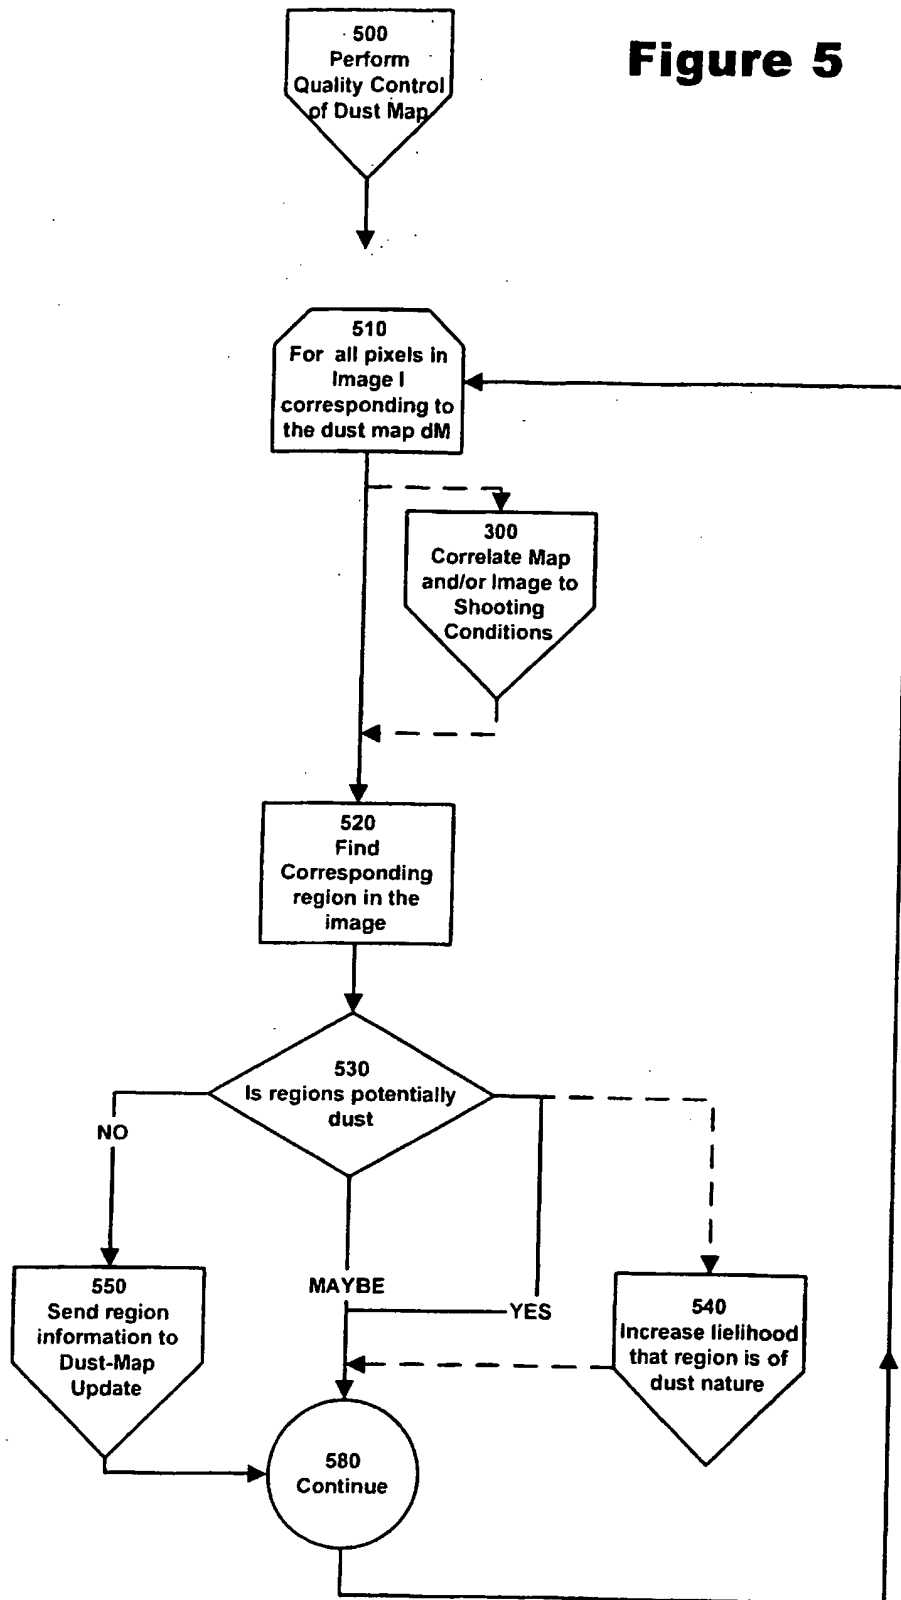 Figure 5
500
Perform
Quality Control
of Dust Map
510
For all pixels in
Image I
corresponding to
the dust map dM
300
Correlate Map
and/or Image to
Shooting
Conditions
520
Find
Corresponding
region in the
image
530
Is regions potentially
dust
NO
MAYBE
YES
550
Send region
information to
Dust-Map
Update
540
Increase lielihood
that region is of
dust nature
580
Continue